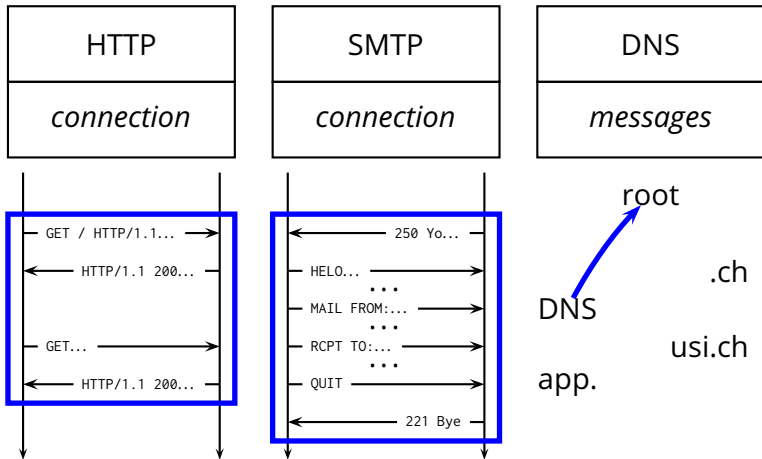 HTTP
connection
GET / HTTP/1.1...
HTTP/1.1 200...
GET...
HTTP/1.1 200...
SMTP
connection
250 Yo...
HELO...
...
MAIL FROM:...
...
RCPT TO:...
...
QUIT
221 Bye
DNS
messages
root
.ch
DNS
usi.ch
app.